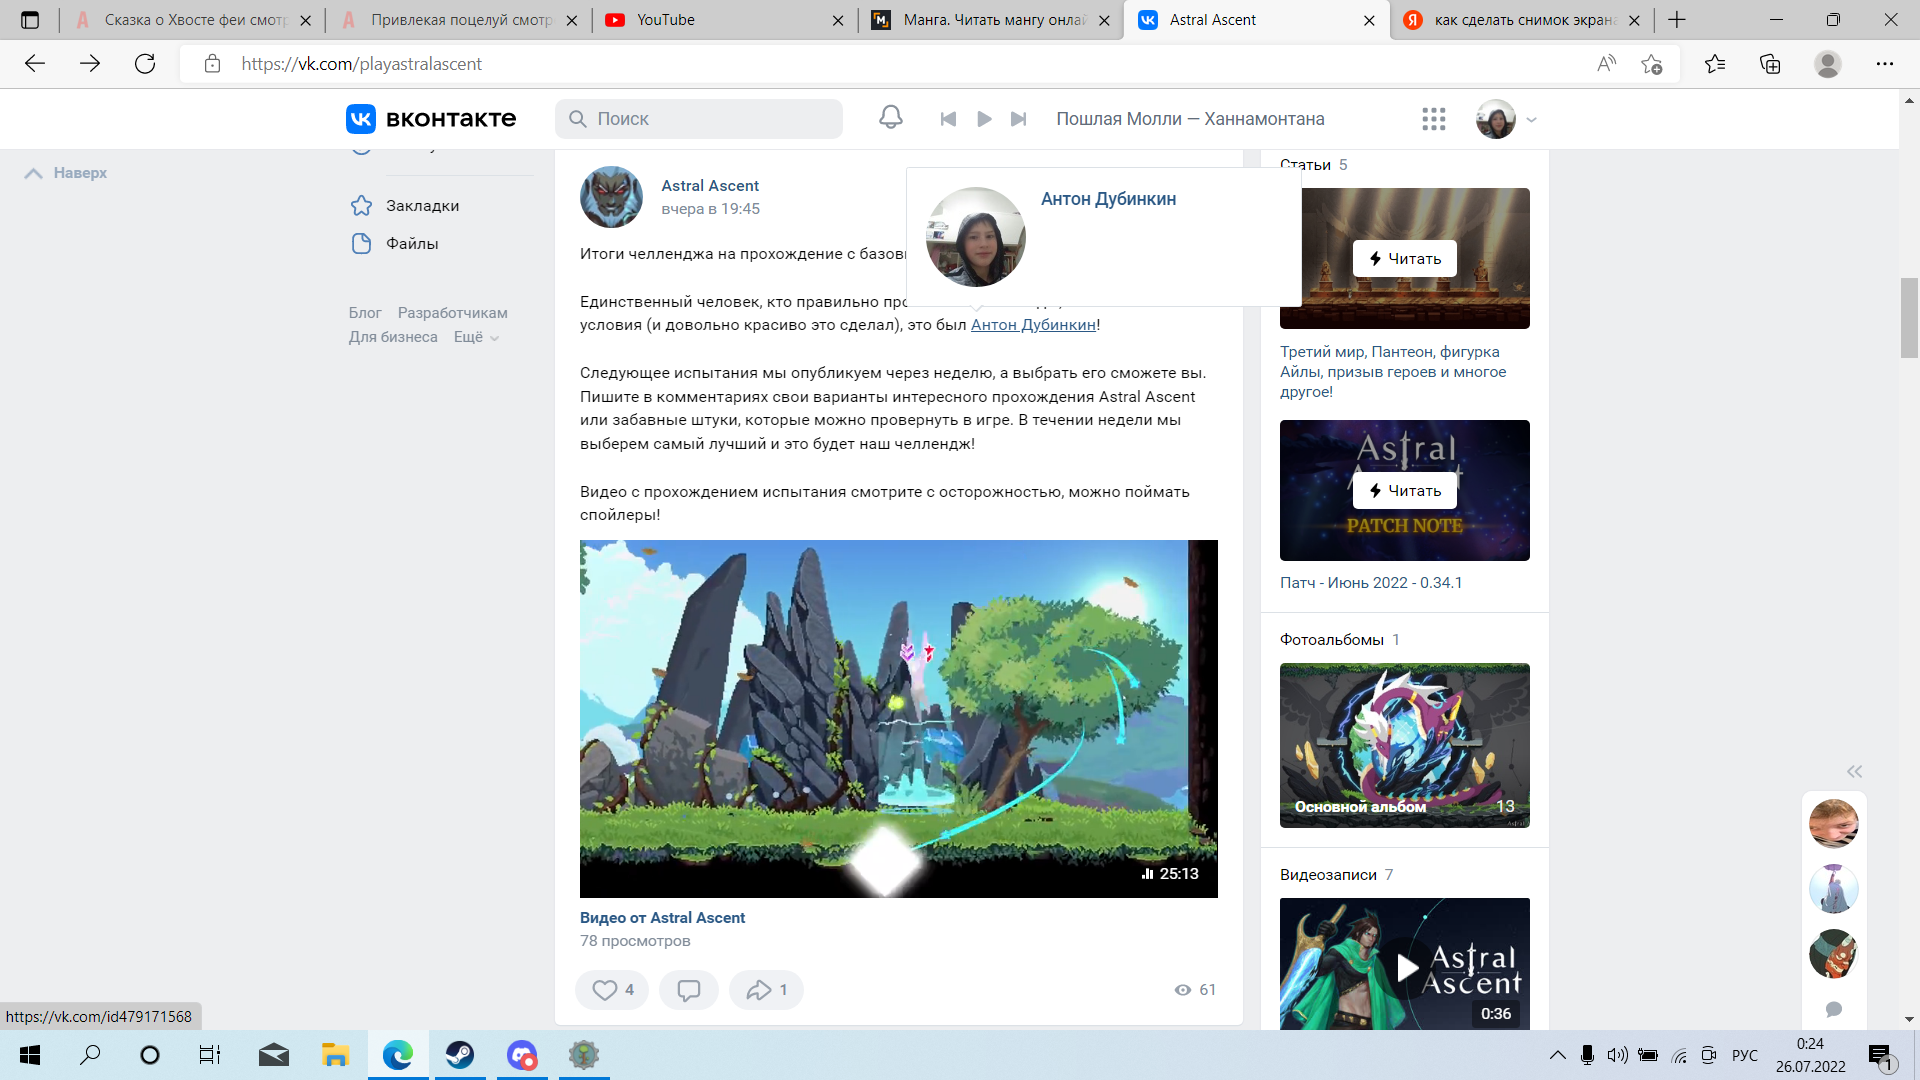 Сказка о Хвосте феи смотр
Привлекая поцелуй смотр
YouTube
Манга. Читать мангу онлай
Astral Ascent
как сделать снимок экрана
https://vk.com/playastralascent
вконтакте
Поиск
Пошлая Молли — Ханнамонтана
Наверх
Закладки
Файлы
Блог Разработчикам
Для бизнеса Ещё
Astral Ascent
вчера в 19:45
Итоги челленджа на прохождение с базов
Единственный человек, кто правильно про
условия (и довольно красиво это сделал), это был Антон Дубинкин!
Антон Дубинкин
Следующее испытания мы опубликуем через неделю, а выбрать его сможете вы.
Пишите в комментариях свои варианты интересного прохождения Astral Ascent
или забавные штуки, которые можно провернуть в игре. В течении недели мы
выберем самый лучший и это будет наш челлендж!
Видео с прохождением испытания смотрите с осторожностью, можно поймать
спойлеры!
25:13
Видео от Astral Ascent
78 просмотров
4
1
61
Статьи 5
Читать
Третий мир, Пантеон, фигурка
Айлы, призыв героев и многое
другое!
Astral
Читать
PATCH NOTE
Патч - Июнь 2022 - 0.34.1
Фотоальбомы 1
Основной альбом 13
Видеозаписи 7
Astral
Ascent
0:36
https://vk.com/id479171568
РУС
0:24
26.07.2022
1